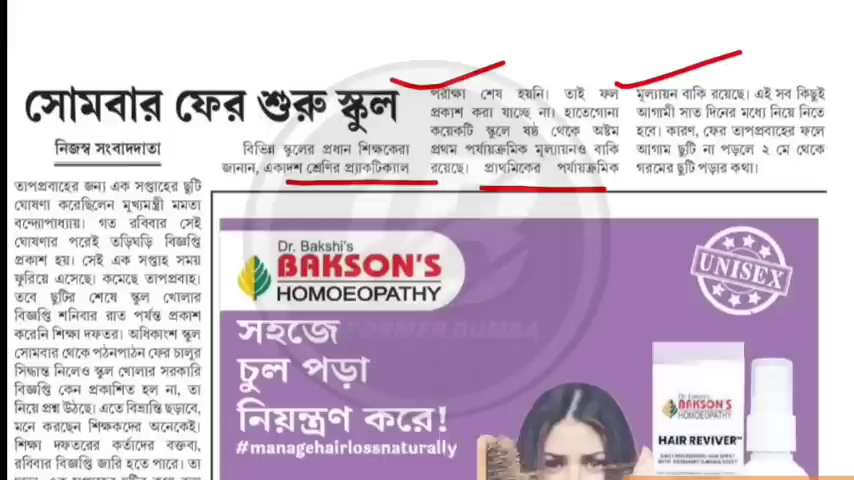 সোমবার ফের শুরু স্কুল
নিজস্ব সংবাদদাতা
তাপপ্রবাহের জন্য এক সপ্তাহের ছুটি
ঘোষণা করেছিলেন মুখ্যমন্ত্রী মমতা
বন্দ্যোপাধ্যায়। গত রবিবার সেই
ঘোষণার পরেই তড়িঘড়ি বিজ্ঞপ্তি
প্রকাশ হয়। সেই এক সপ্তাহ সময়
ফুরিয়ে এসেছে। কমেছে তাপপ্রবাহ।
তবে ছুটির শেষে স্কুল খোলার
বিজ্ঞপ্তি শনিবার রাত পর্যন্ত প্রকাশ
করেনি শিক্ষা দফতর। অধিকাংশ স্কুল
সোমবার থেকে পঠনপাঠন ফের চালুর
সিদ্ধান্ত নিলেও স্কুল খোলার সরকারি
বিজ্ঞপ্তি কেন প্রকাশিত হল না, তা
নিয়ে প্রশ্ন উঠছে। এতে বিভ্রান্তি ছড়াবে,
মনে করছেন শিক্ষকদের অনেকেই।
শিক্ষা দফতরের কর্তাদের বক্তব্য,
রবিবার বিজ্ঞপ্তি জারি হতে পারে। তা
বিভিন্ন স্কুলের প্রধান শিক্ষকেরা
জানান, একাদশ শ্রেণির প্র্যাকটিক্যাল
পরীক্ষা শেষ হয়নি। তাই ফল
প্রকাশ করা যাচ্ছে না। হাতেগোনা
কয়েকটি স্কুলে ষষ্ঠ থেকে অষ্টম
প্রথম পর্যায়ক্রমিক মূল্যায়নও বাকি
রয়েছে। প্রাথমিকের পর্যায়ক্রমিক
মূল্যায়ন বাকি রয়েছে। এই সব কিছুই
আগামী সাত দিনের মধ্যে নিয়ে নিতে
হবে। কারণ, ফের তাপপ্রবাহের ফলে
আগাম ছুটি না পড়লে ২ মে থেকে
গরমের ছুটি পড়ার কথা।
Dr. Bakshi's
BAKSON'S
HOMOEOPATHY
UNISEX
সহজে
চুল পড়া
নিয়ন্ত্রণ করে!
#managehairlossnaturally
BAKSON'S
HOMOEOPATHY
HAIR REVIVER™